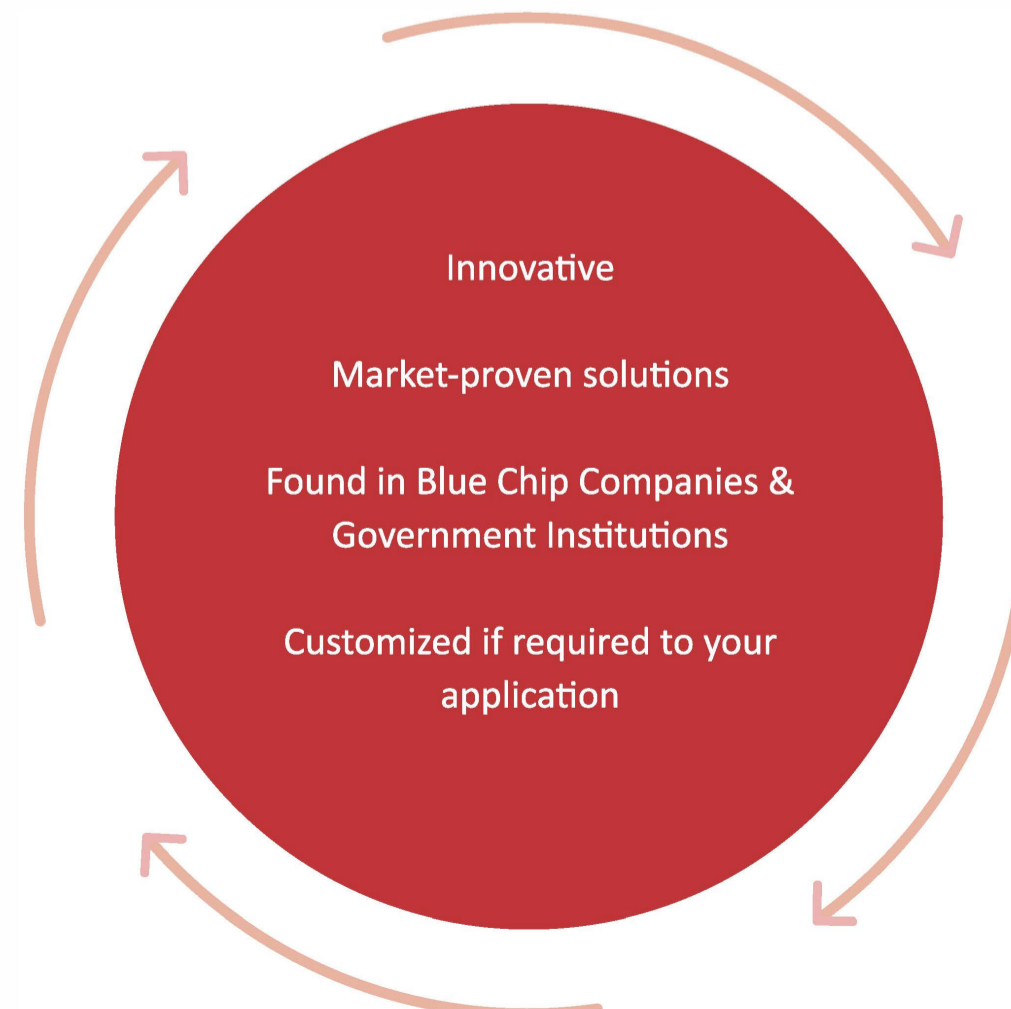 Innovative
Market-proven solutions
Found in Blue Chip Companies &
Government Institutions
Customized if required to your
application